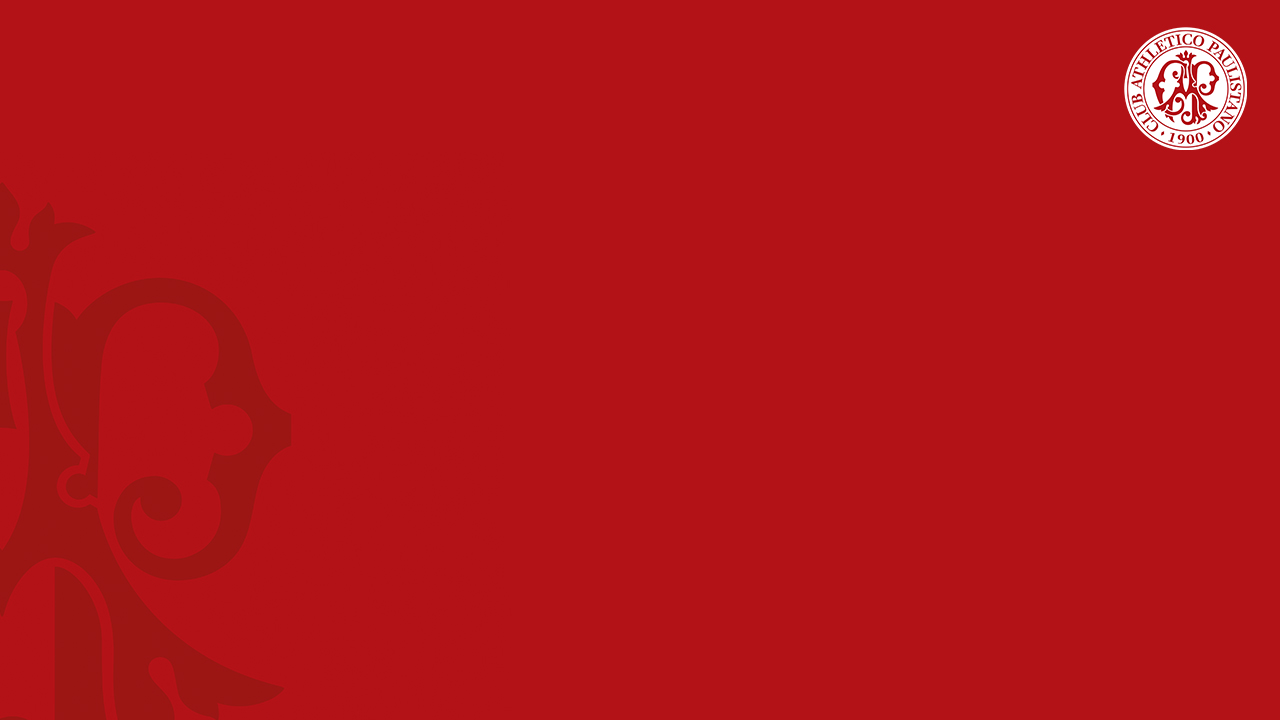 CLUB ATHLETICO PAULISTANO
1900